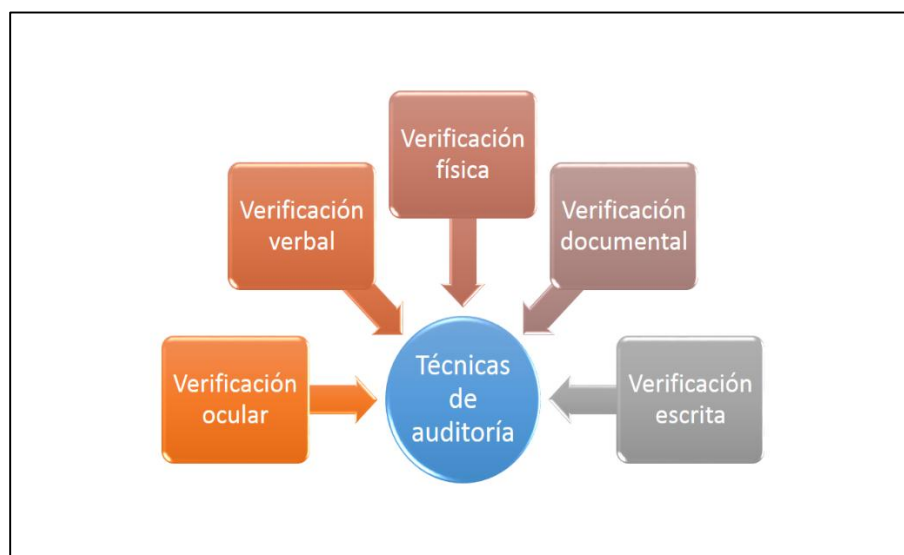 Verificación
física
Verificación
verbal
Verificación
documental
Verificación
ocular
Técnicas
de
auditoría
Verificación
escrita